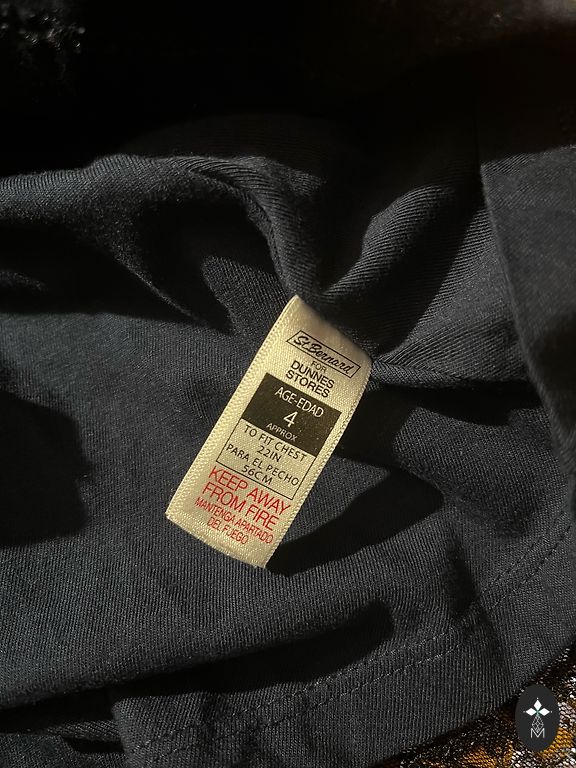 St.Bernard
FOR
DUNNES
STORES
AGE-EDAD
4
APPROX
TO FIT CHEST
22IN
PARA EL PECHO
56CM
KEEP AWAY
FROM FIRE
MANTENGA APARTADO
DEL FUEGO
M